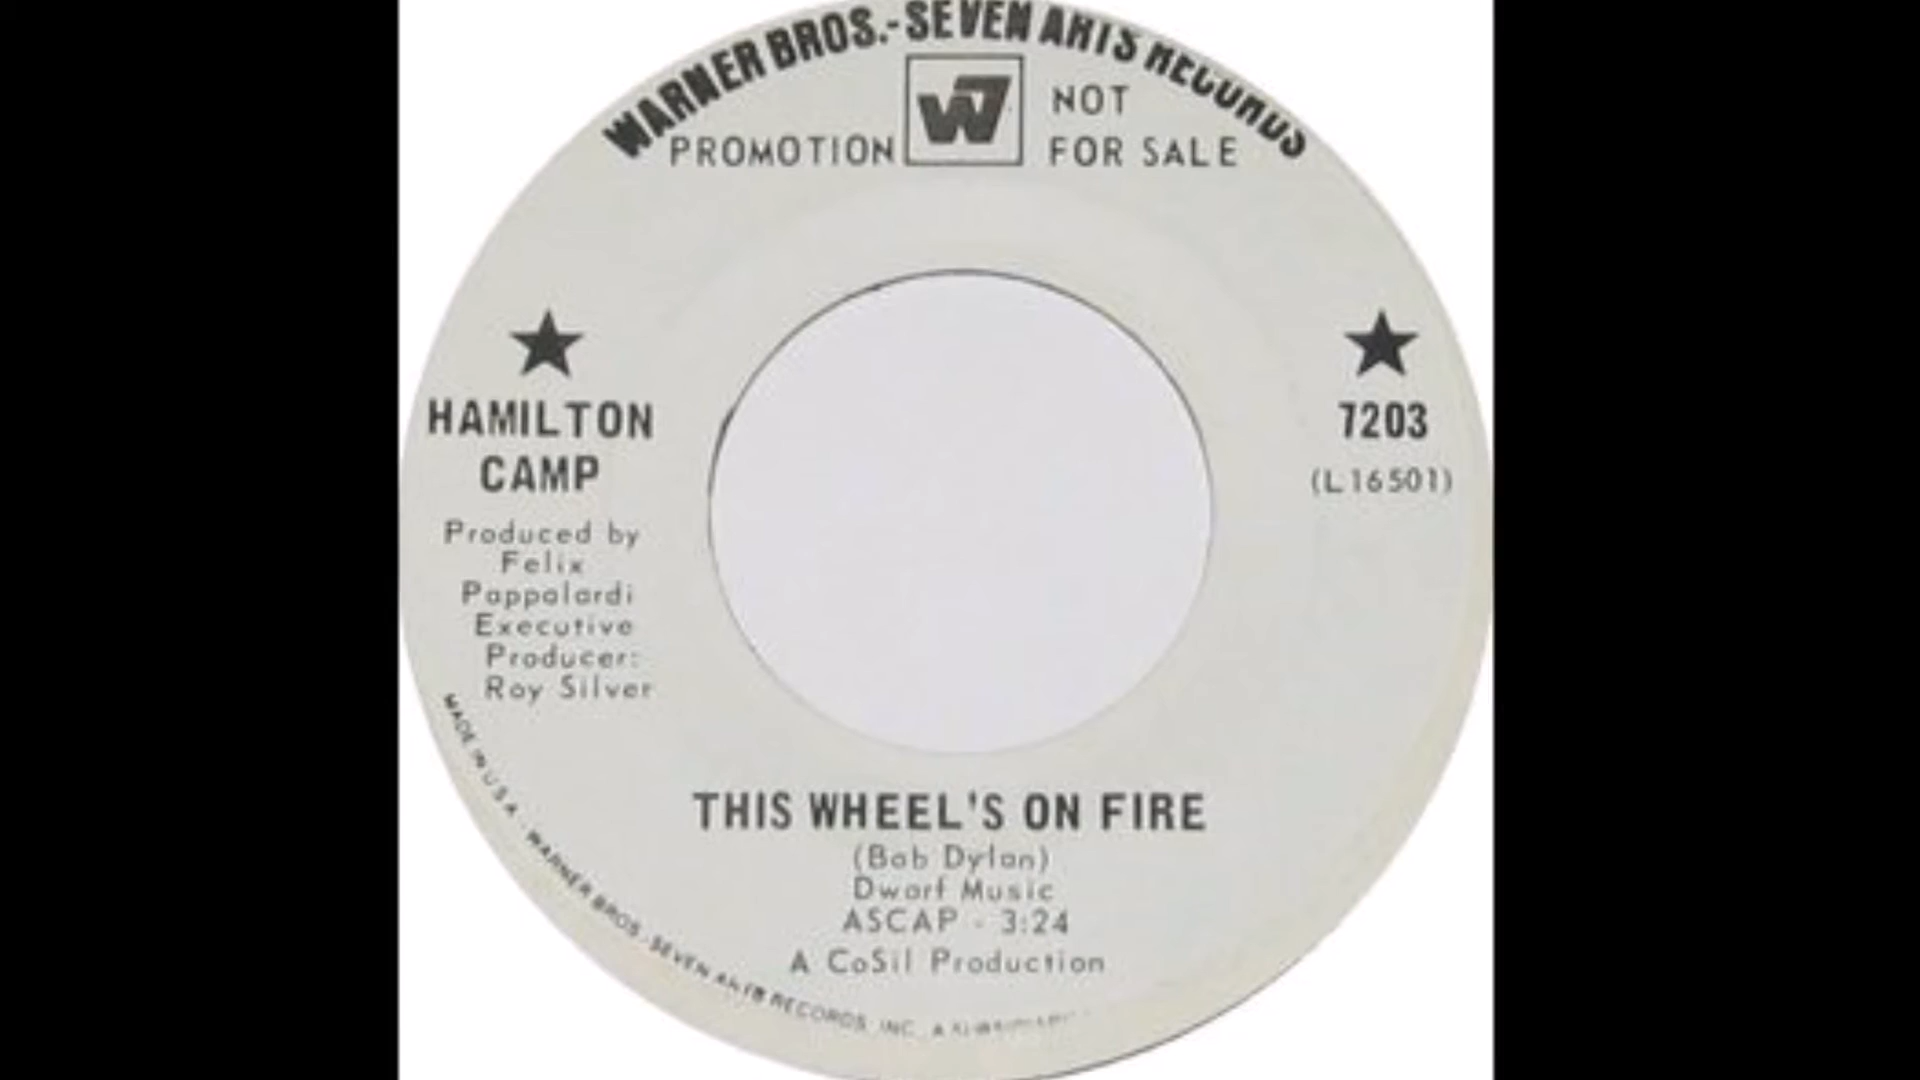 WARNER BROS.-SEVEN ARTS RECORDS
PROMOTION
W7
NOT
FOR SALE
HAMILTON
CAMP
Produced by
Felix
Pappalardi
Executive
Producer:
Roy Silver
7203
(L16501)
THIS WHEEL'S ON FIRE
(Bob Dylan)
Dwarf Music
ASCAP - 3:24
A CoSil Production
MADE IN U.S.A. WARNER BROS.-SEVEN ARTS RECORDS, INC., A